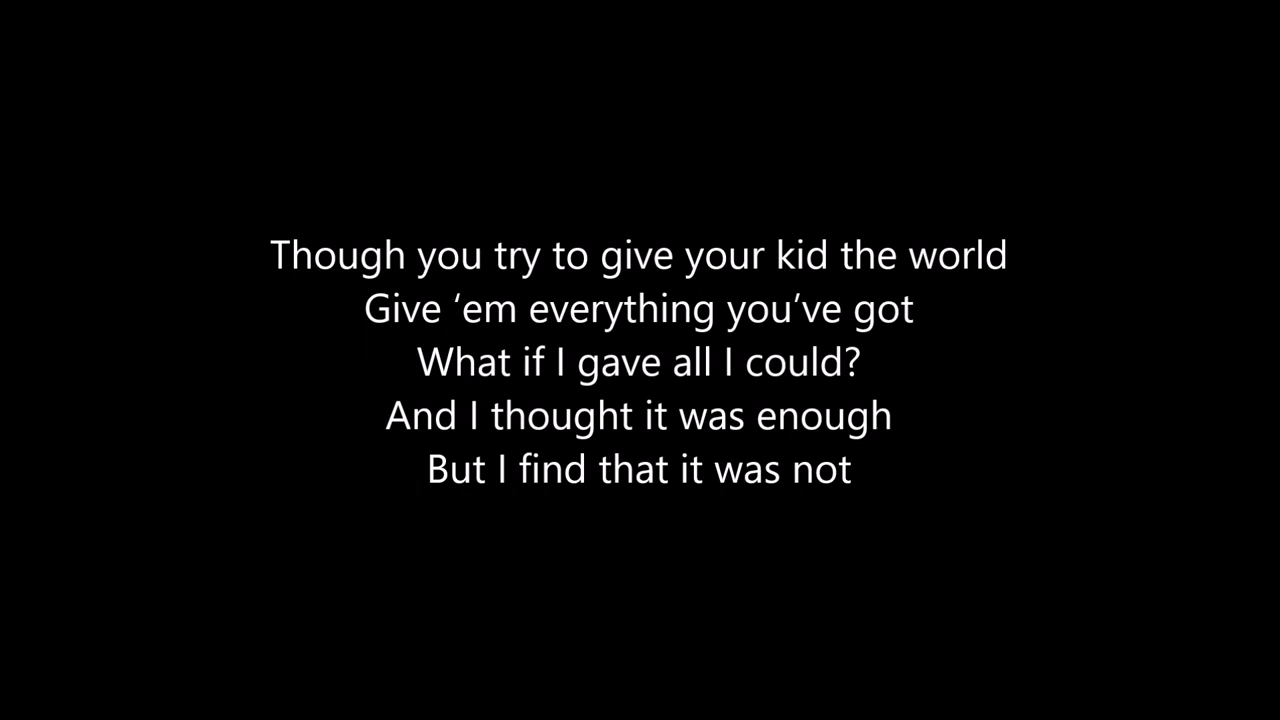 Though you try to give your kid the world
Give ‘em everything you’ve got
What if I gave all I could?
And I thought it was enough
But I find that it was not